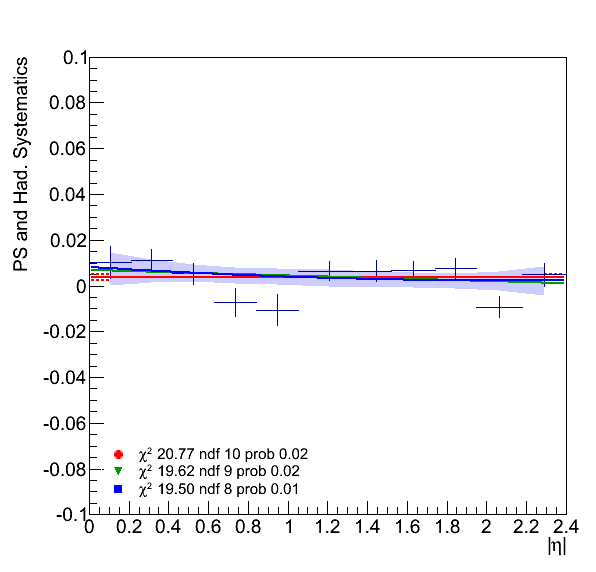 PS and Had. Systematics
0.1
0.08
0.06
0.04
0.02
0
-0.02
-0.04
-0.06
-0.08
-0.1
χ² 20.77 ndf 10 prob 0.02
χ² 19.62 ndf 9 prob 0.02
χ² 19.50 ndf 8 prob 0.01
0 0.2 0.4 0.6 0.8 1 1.2 1.4 1.6 1.8 2 2.2 2.4
|η|